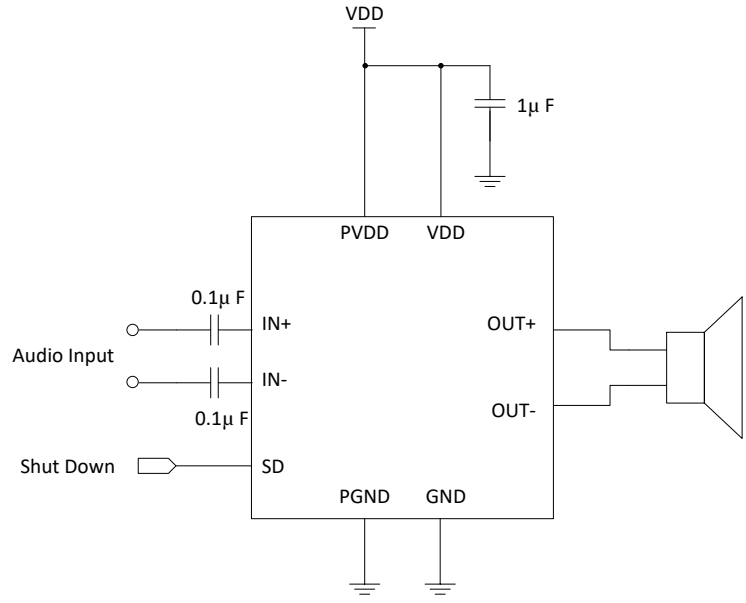 VDD
1μ F
PVDD VDD
0.1μ F
IN+
OUT+
Audio Input
IN-
OUT-
0.1μ F
Shut Down
SD
PGND GND